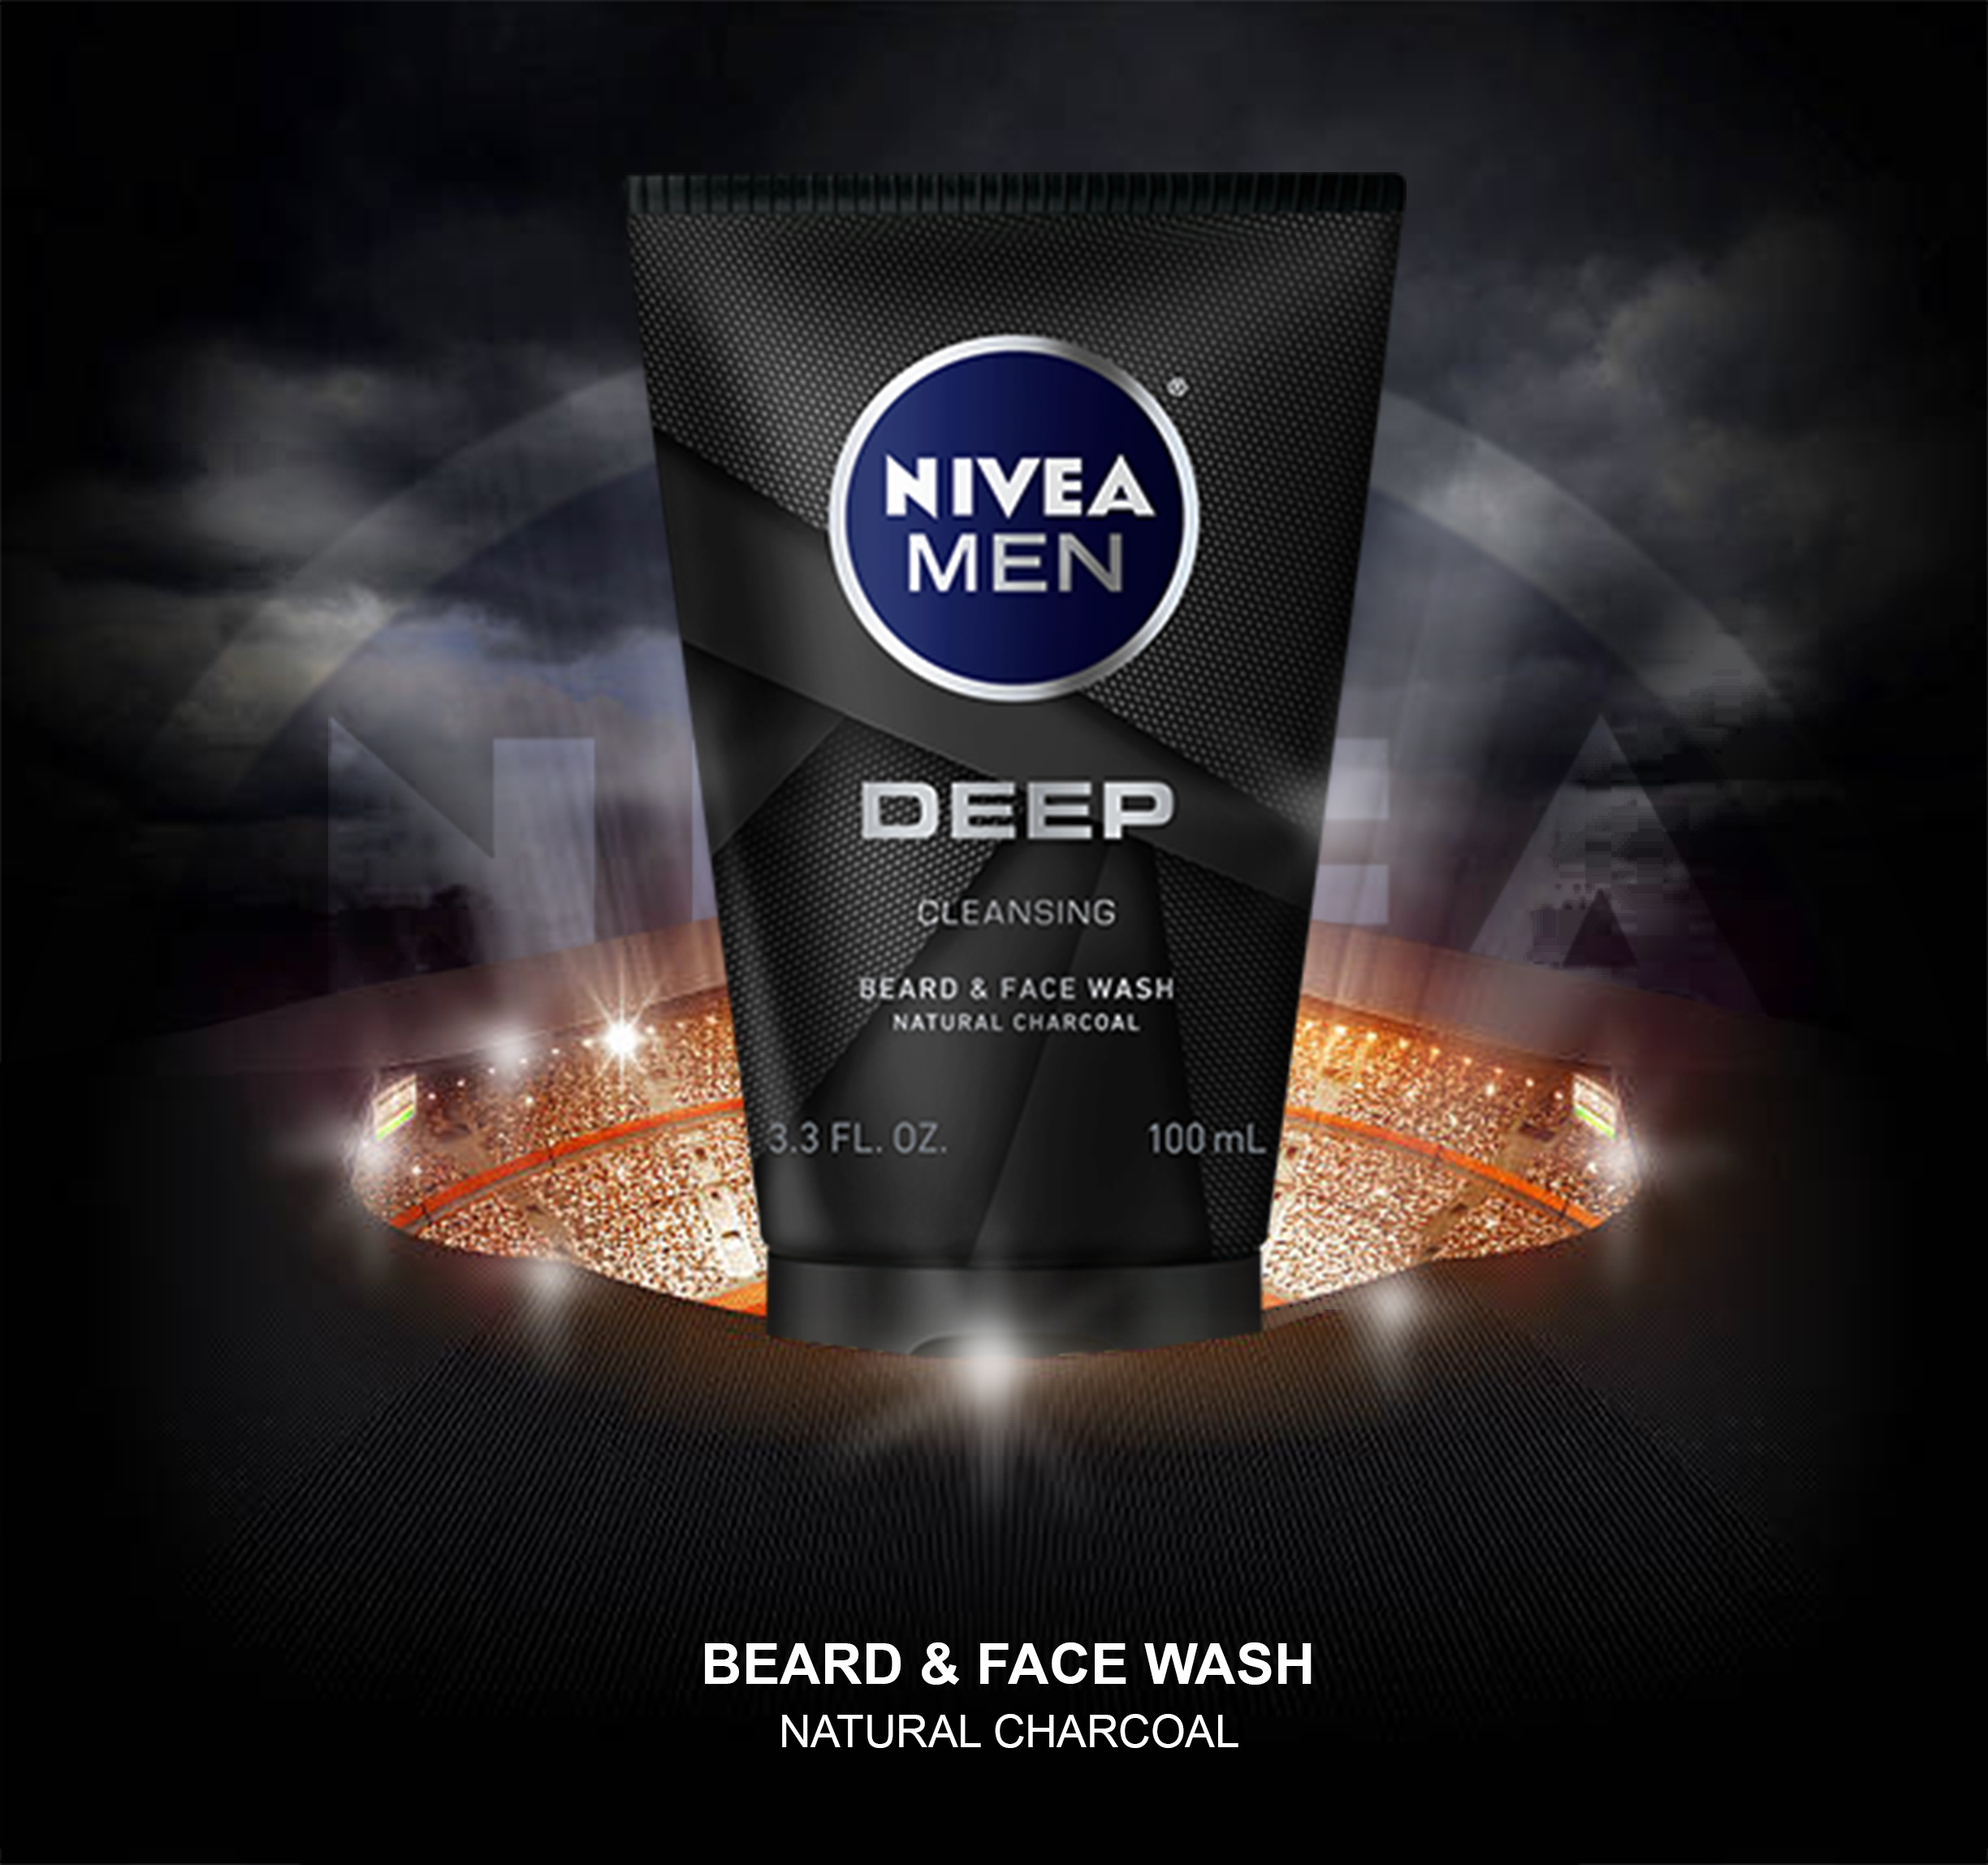 NIVEA
MEN
®
DEEP
CLEANSING
BEARD & FACE WASH
NATURAL CHARCOAL
3.3 FL. OZ. 100 mL
NIVEA
BEARD & FACE WASH
NATURAL CHARCOAL